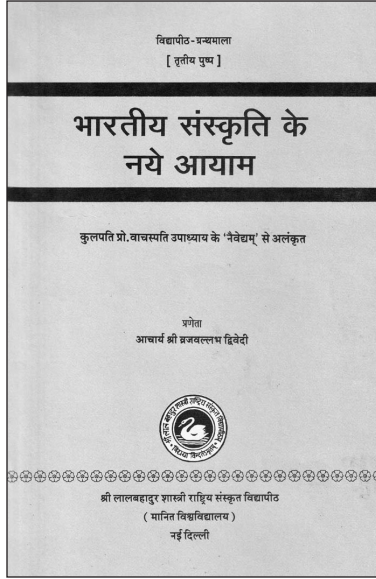 विद्यापीठ-ग्रन्थमाला
[ तृतीय पुष्प ]
भारतीय संस्कृति के
नये आयाम
कुलपति प्रो.वाचस्पति उपाध्याय के 'नैवेद्यम्' से अलंकृत
प्रणेता
आचार्य श्री व्रजवल्लभ द्विवेदी
श्री लालबहादुर शास्त्री राष्ट्रिय संस्कृत विद्यापीठ
( मानित विश्वविद्यालय )
नई दिल्ली